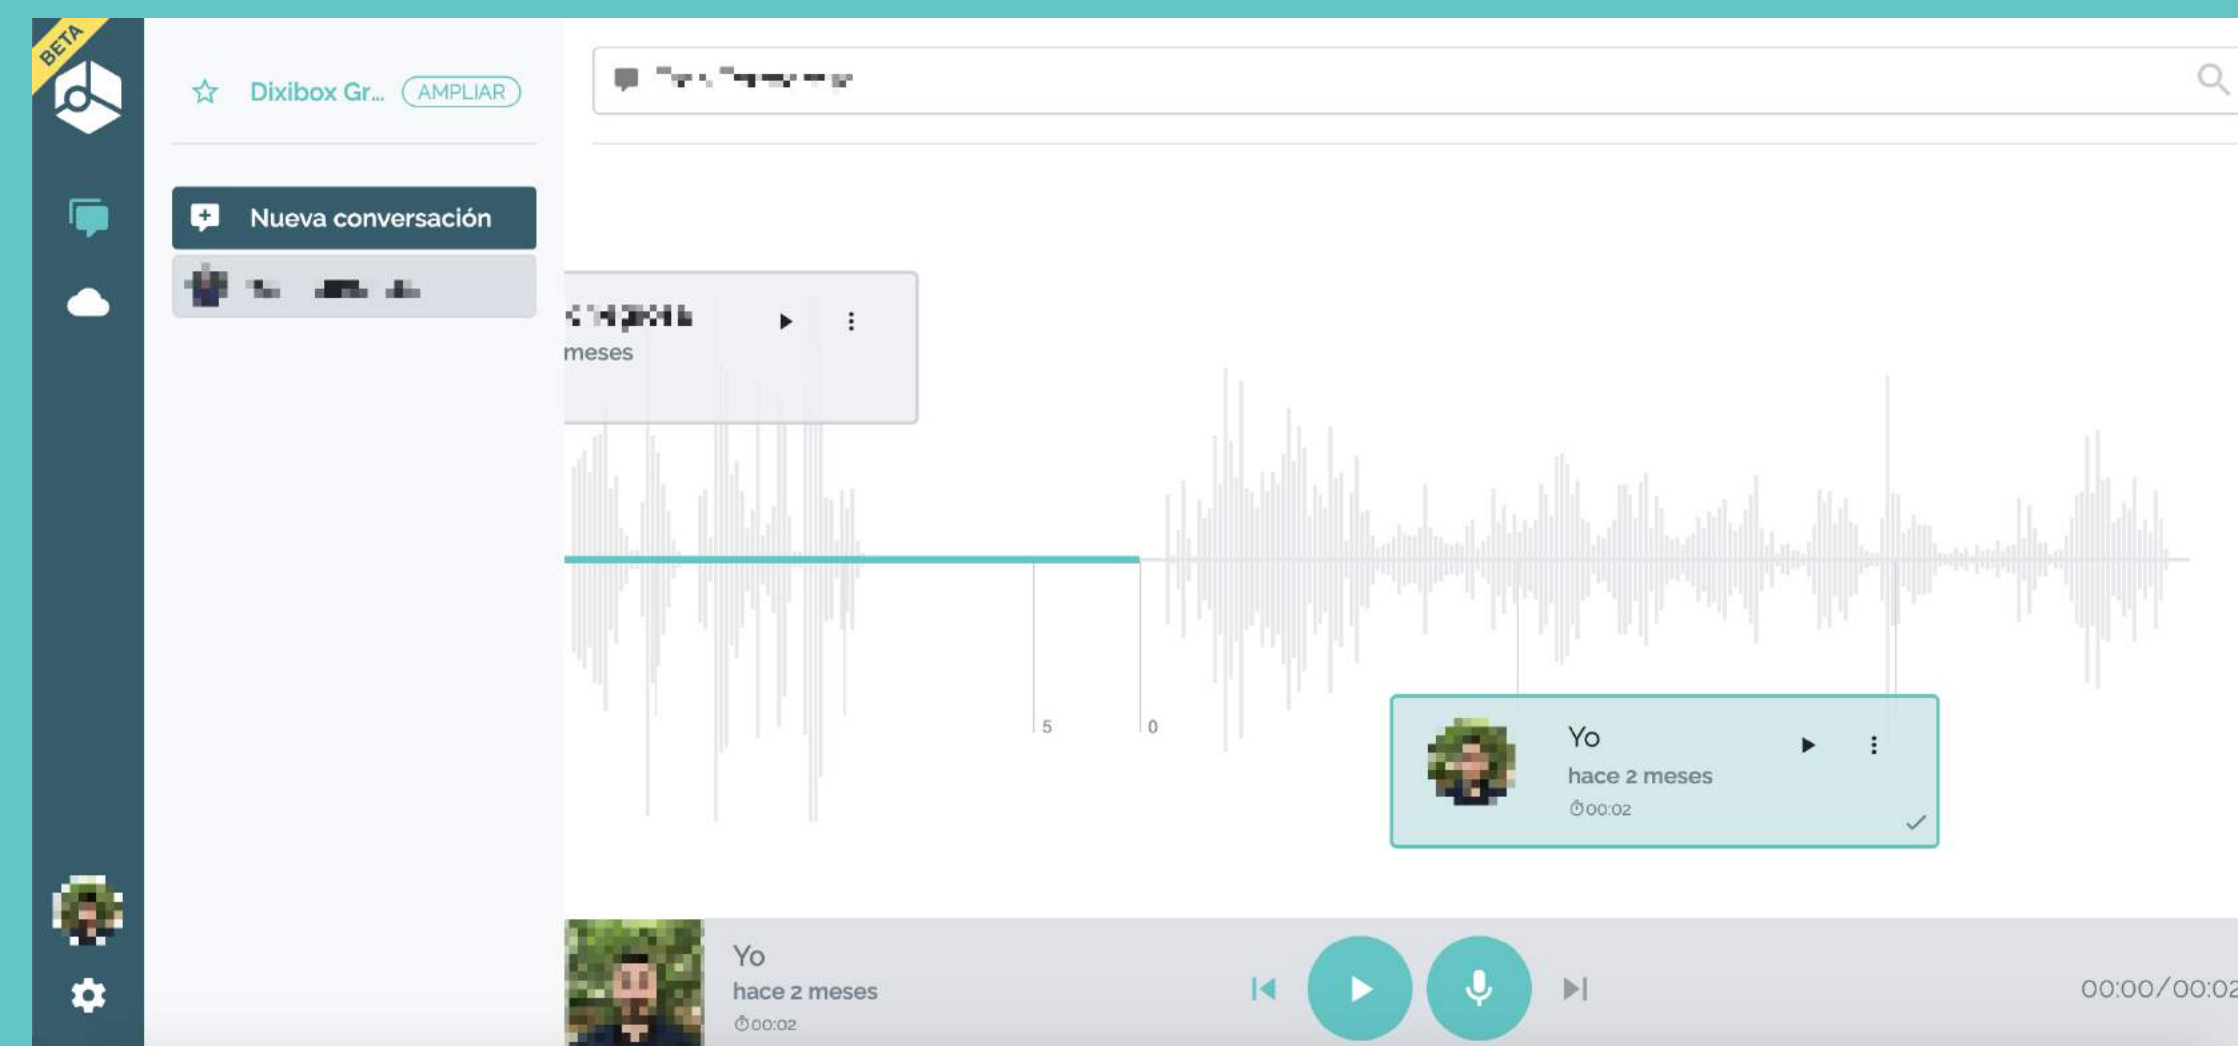 BETA
Dixibox Gr... AMPLIAR
Nueva conversación
meses
5
0
Yo
hace 2 meses
00:02
Yo
hace 2 meses
00:02
00:00/00:02